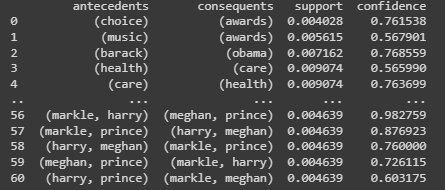 antecedents consequents support confidence
0 (choice) (awards) 0.004028 0.761538
1 (music) (awards) 0.005615 0.567901
2 (barack) (obama) 0.007162 0.768559
3 (health) (care) 0.009074 0.565990
4 (care) (health) 0.009074 0.763699
.. ... ... ... ...
56 (markle, harry) (meghan, prince) 0.004639 0.982759
57 (markle, prince) (harry, meghan) 0.004639 0.876923
58 (harry, meghan) (markle, prince) 0.004639 0.760000
59 (meghan, prince) (markle, harry) 0.004639 0.726115
60 (harry, prince) (markle, meghan) 0.004639 0.603175